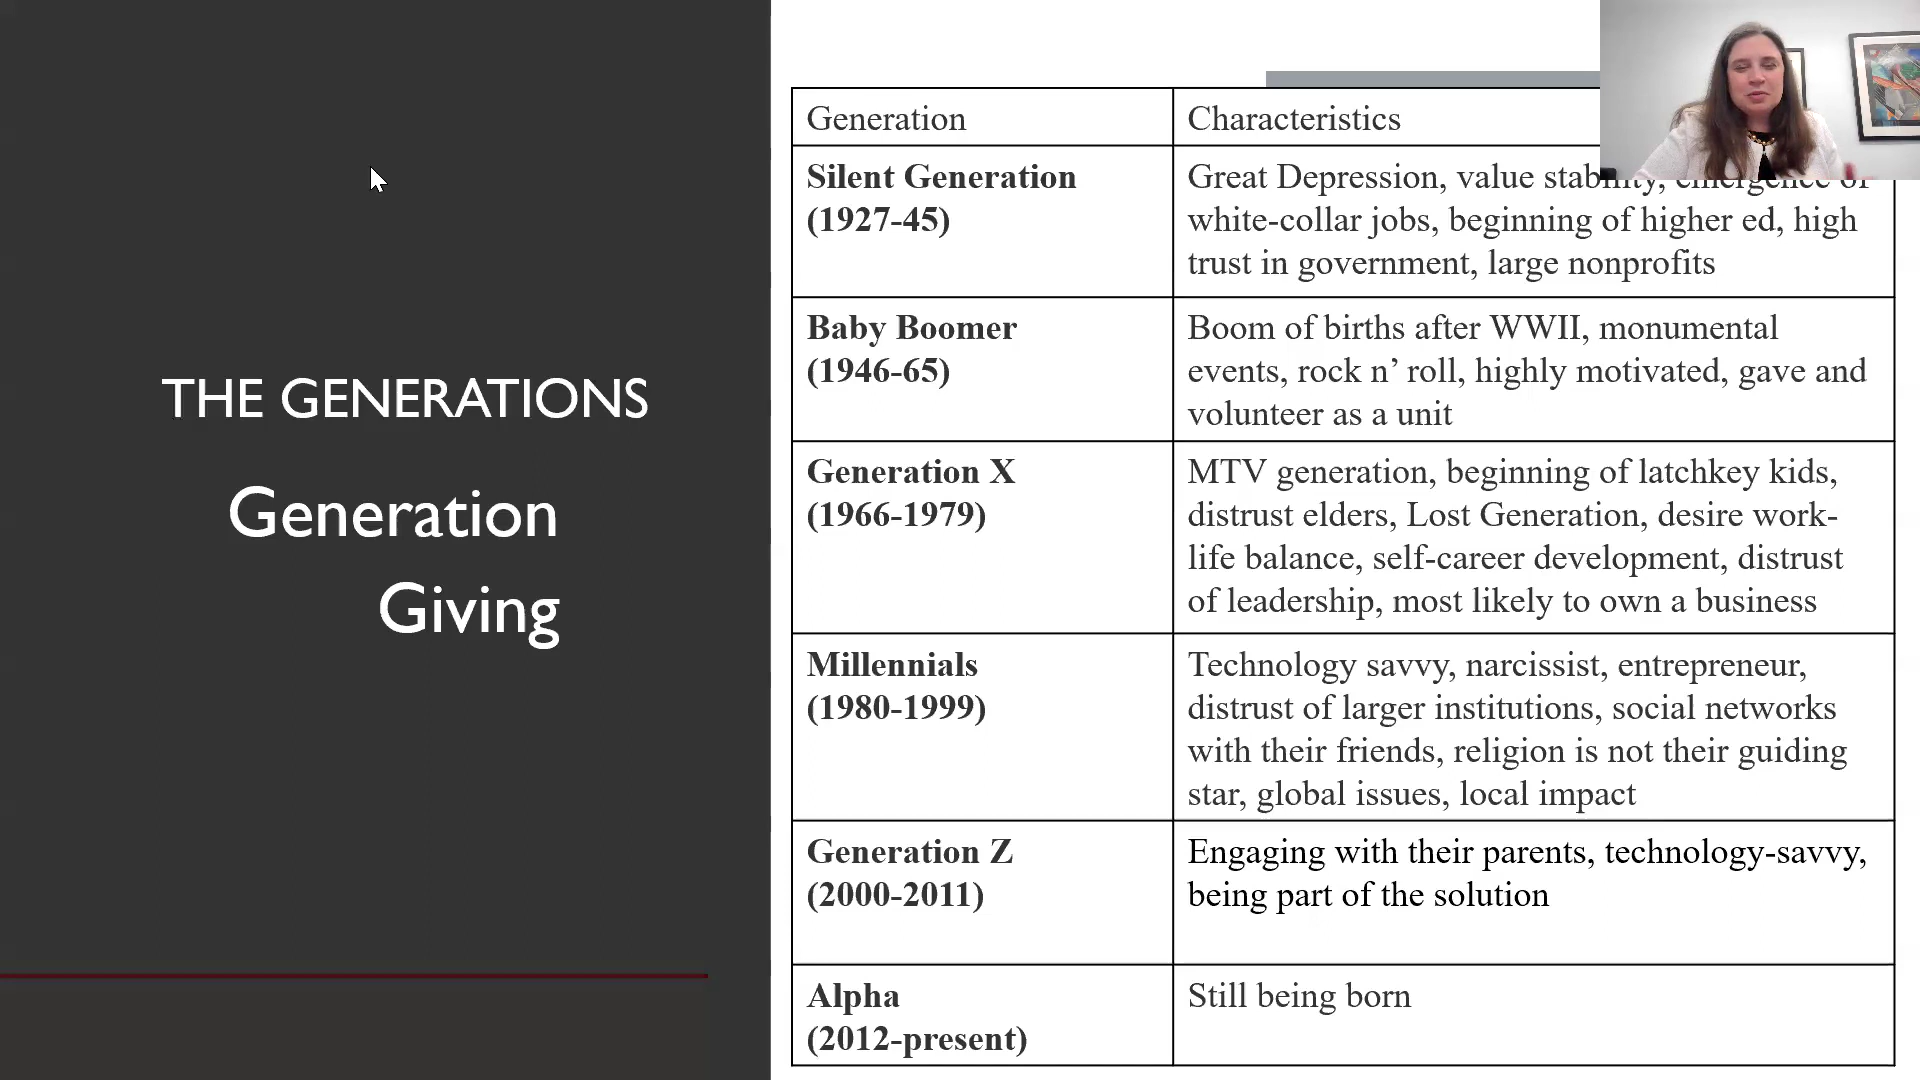 THE GENERATIONS
Generation
Giving
Generation
Characteristics
Silent Generation
(1927-45)
Great Depression, value stability, emergence of
white-collar jobs, beginning of higher ed, high
trust in government, large nonprofits
Baby Boomer
(1946-65)
Boom of births after WWII, monumental
events, rock n’ roll, highly motivated, gave and
volunteer as a unit
Generation X
(1966-1979)
MTV generation, beginning of latchkey kids,
distrust elders, Lost Generation, desire work-
life balance, self-career development, distrust
of leadership, most likely to own a business
Millennials
(1980-1999)
Technology savvy, narcissist, entrepreneur,
distrust of larger institutions, social networks
with their friends, religion is not their guiding
star, global issues, local impact
Generation Z
(2000-2011)
Engaging with their parents, technology-savvy,
being part of the solution
Alpha
(2012-present)
Still being born